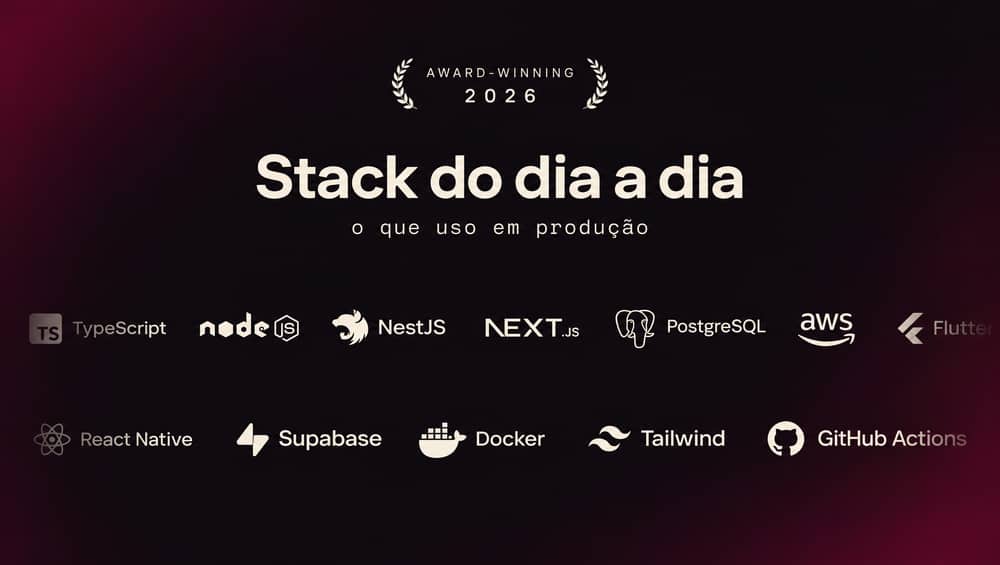 AWARD-WINNING
2026
Stack do dia a dia
o que uso em produção
TS TypeScript node JS NestJS NEXT.JS PostgreSQL aws Flutter
React Native Supabase Docker Tailwind GitHub Actions